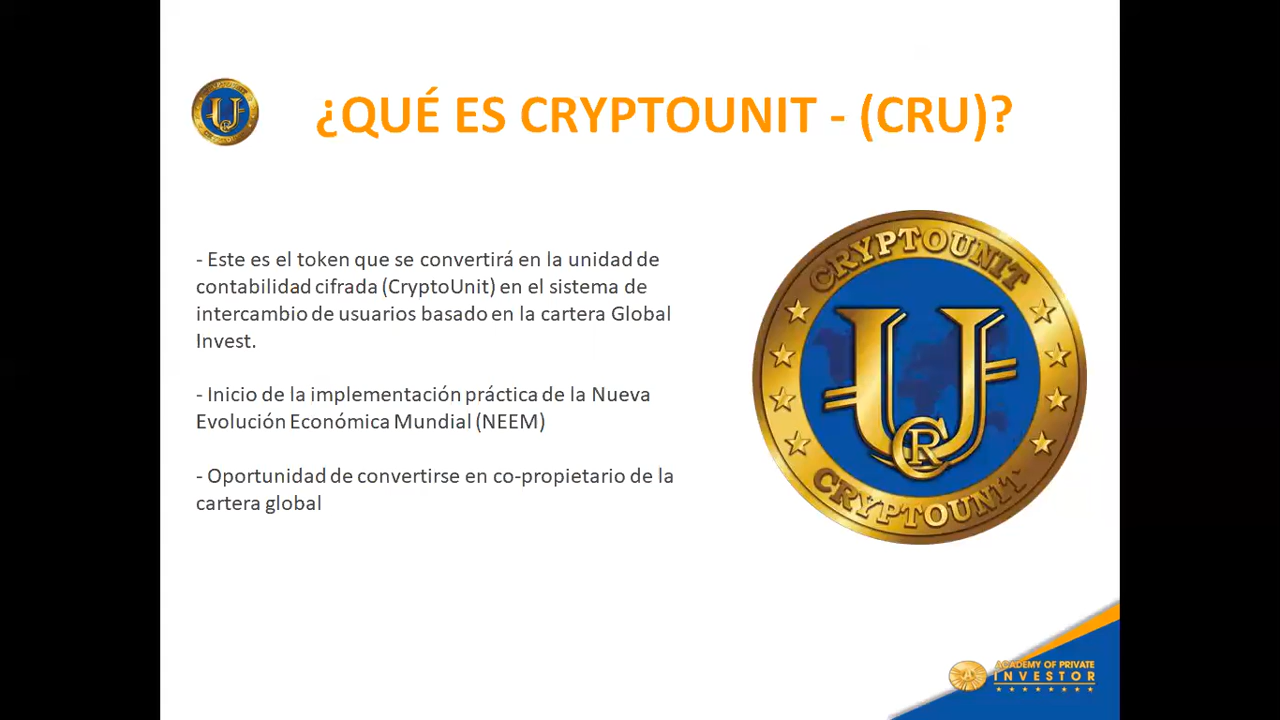 ¿QUÉ ES CRYPTOUNIT - (CRU)?
- Este es el token que se convertirá en la unidad de
contabilidad cifrada (CryptoUnit) en el sistema de
intercambio de usuarios basado en la cartera Global
Invest.
- Inicio de la implementación práctica de la Nueva
Evolución Económica Mundial (NEEM)
- Oportunidad de convertirse en co-propietario de la
cartera global
CRYPTOUNIT
U
CR
CRYPTOUNIT
ACADEMY OF PRIVATE
INVESTOR